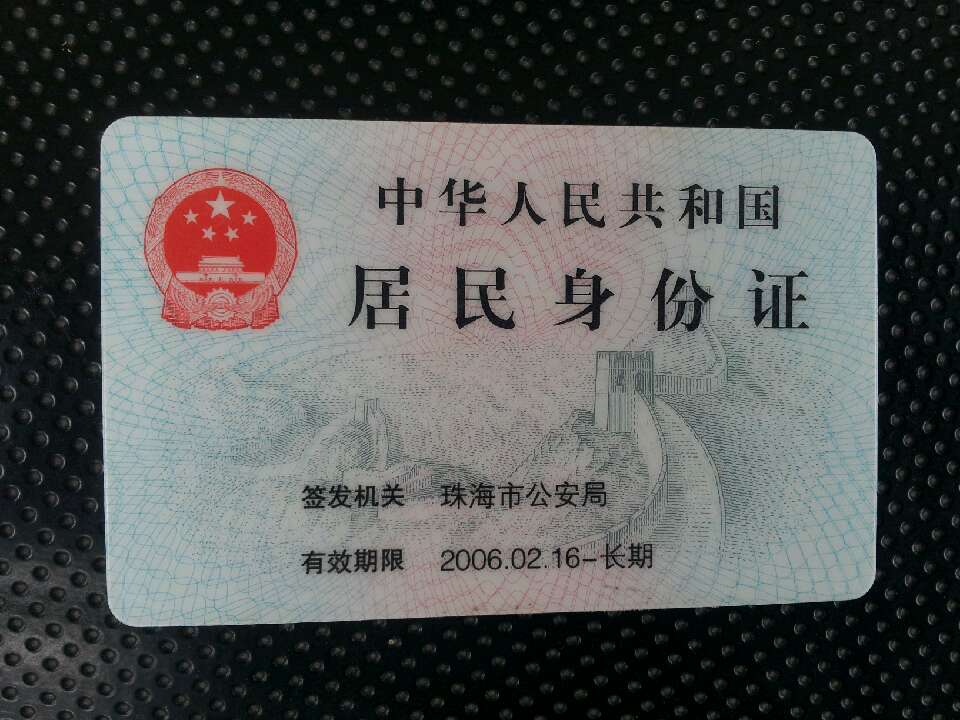 中华人民共和国
居民身份证
签发机关 珠海市公安局
有效期限 2006.02.16-长期